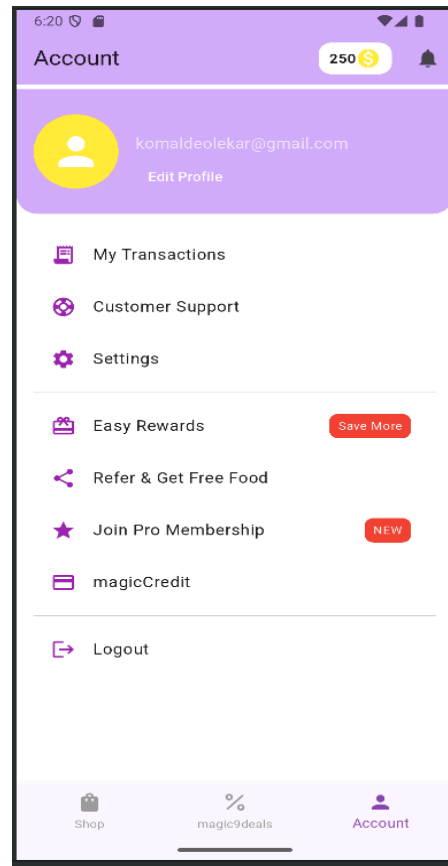 6:20
Account
250
komaldeolekar@gmail.com
Edit Profile
My Transactions
Customer Support
Settings
Easy Rewards
Save More
Refer & Get Free Food
Join Pro Membership
NEW
magicCredit
Logout
Shop
magic9deals
Account